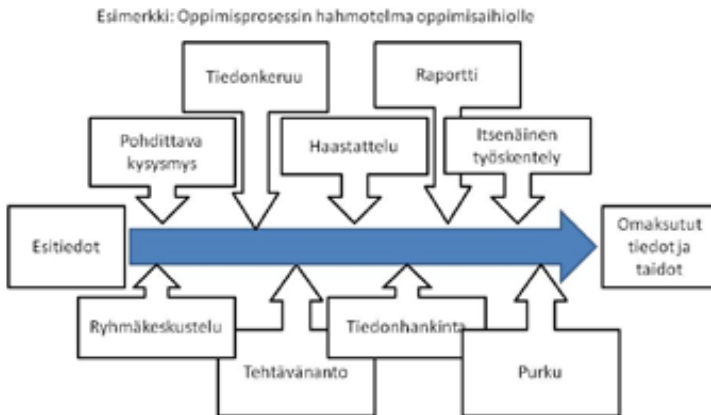 Esimerkki: Oppimisprosessin hahmotelma oppimisaihiolle
Tiedonkeruu
Raportti
Pohdittava
kysysmys
Haastattelu
Itsenäinen
työskentely
Esitiedot
Omaksutut
tiedot ja
taidot
Ryhmäkeskustelu
Tehtävänanto
Tiedonhankinta
Purku